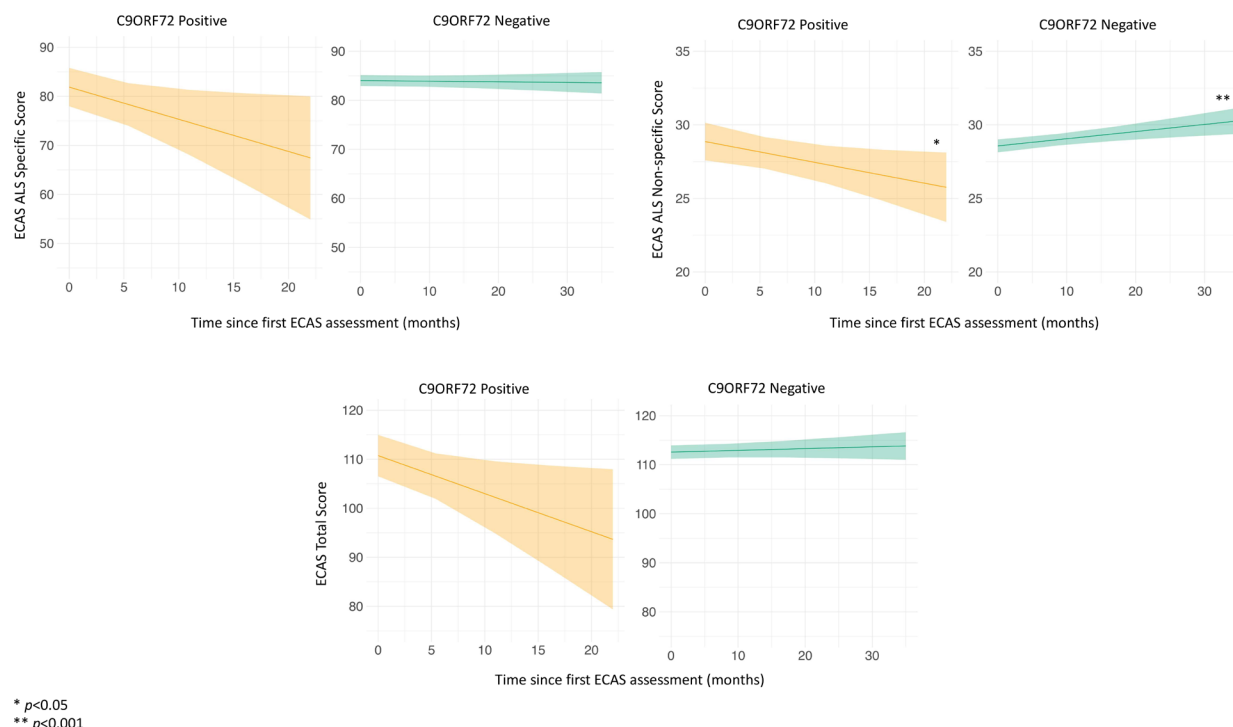 C9ORF72 Positive
C9ORF72 Negative
ECAS ALS Specific Score
90
80
70
60
50
0 5 10 15 20
90
80
70
60
50
0 10 20 30
Time since first ECAS assessment (months)
C9ORF72 Positive
C9ORF72 Negative
ECAS ALS Non-specific Score
35
30
25
20
*
0 5 10 15 20
35
30
25
20
**
0 10 20 30
Time since first ECAS assessment (months)
C9ORF72 Positive
C9ORF72 Negative
ECAS Total Score
120
110
100
90
80
0 5 10 15 20
120
110
100
90
80
0 10 20 30
Time since first ECAS assessment (months)
* p<0.05
** p<0.001